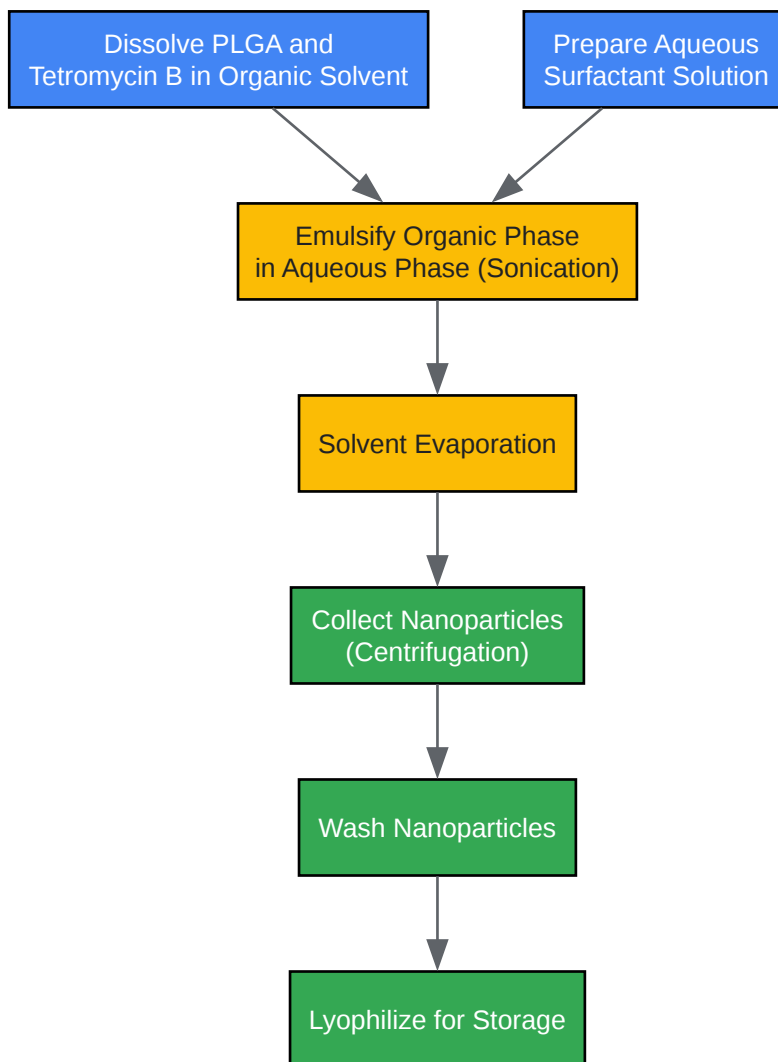 Dissolve PLGA and
Tetromycin B in Organic Solvent
Prepare Aqueous
Surfactant Solution
Emulsify Organic Phase
in Aqueous Phase (Sonication)
Solvent Evaporation
Collect Nanoparticles
(Centrifugation)
Wash Nanoparticles
Lyophilize for Storage